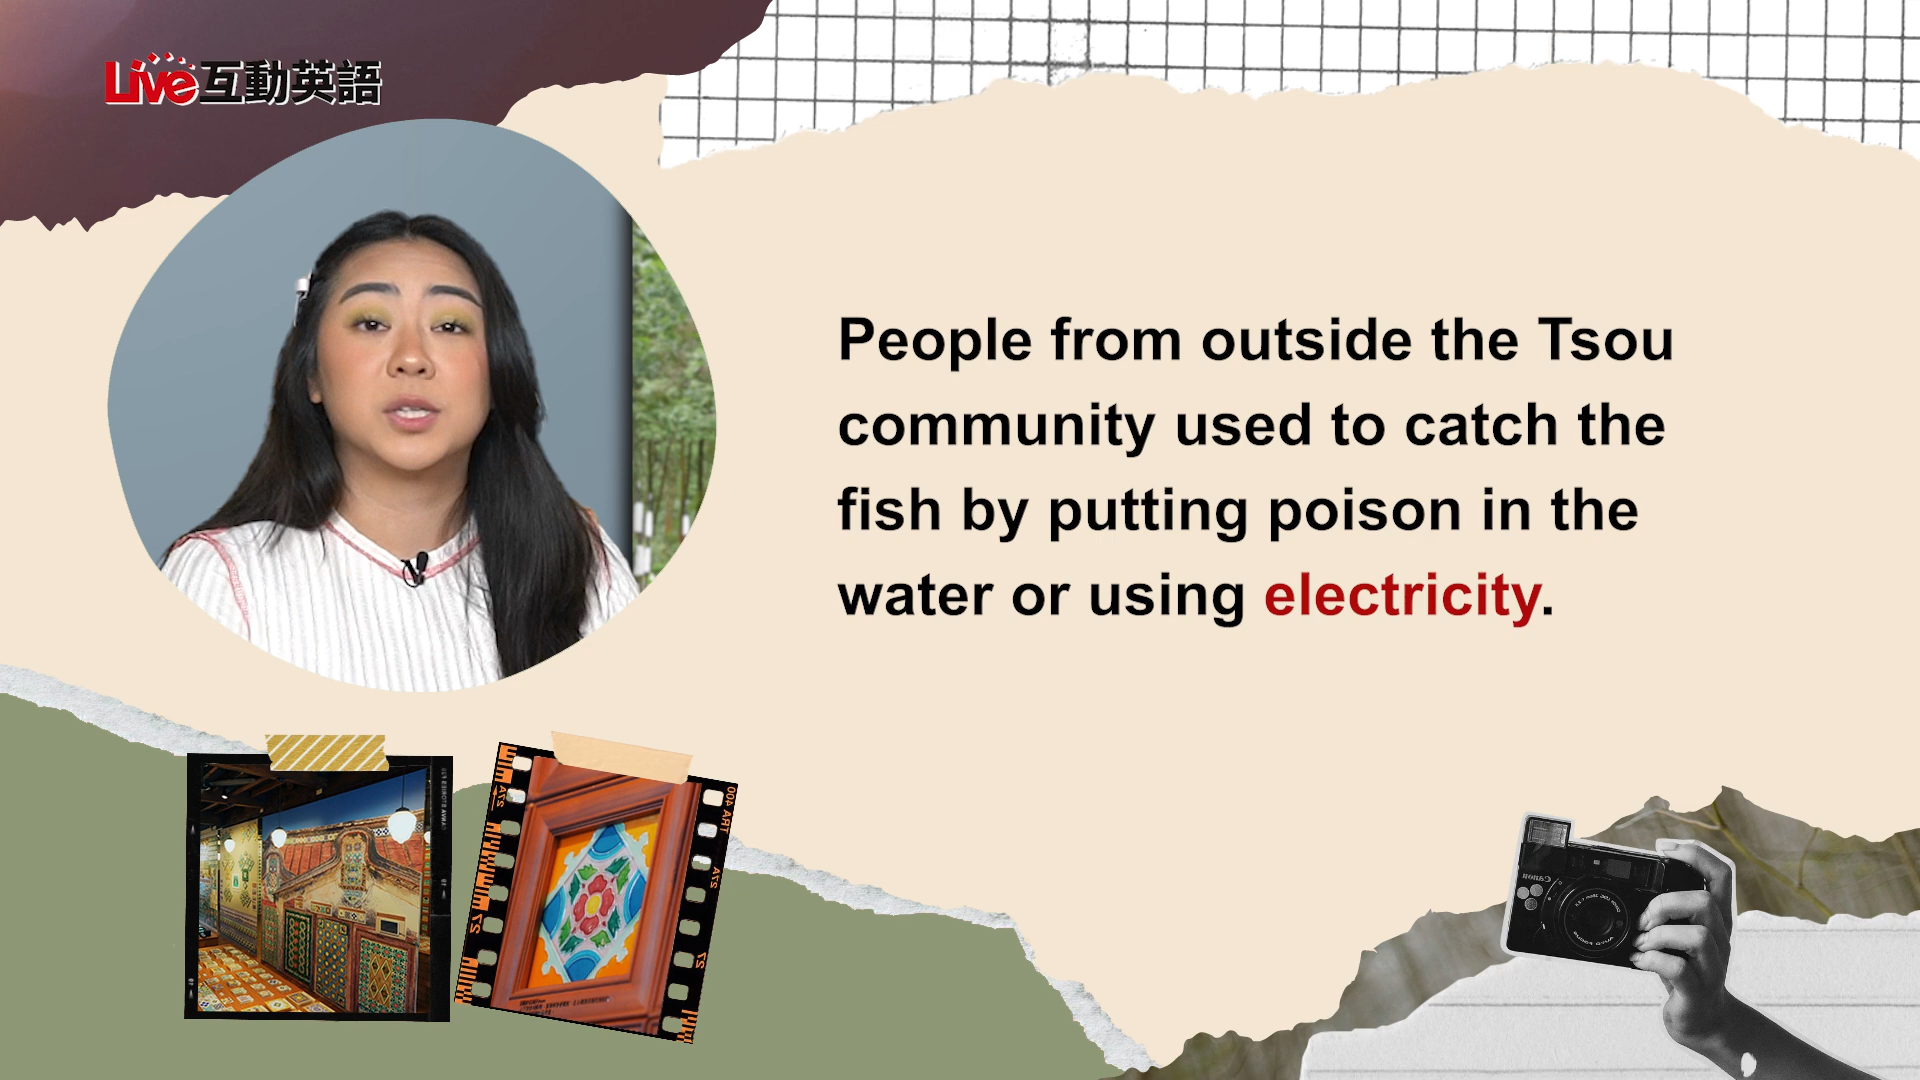 Live互動英語
People from outside the Tsou
community used to catch the
fish by putting poison in the
water or using electricity.